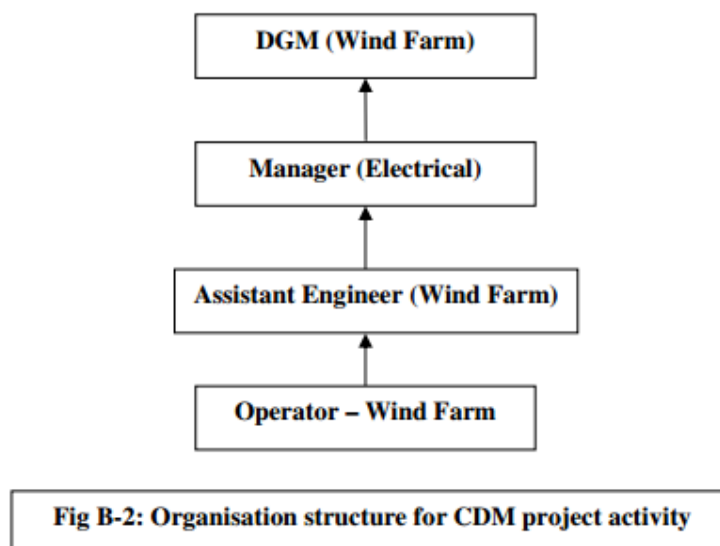 DGM (Wind Farm)
Manager (Electrical)
Assistant Engineer (Wind Farm)
Operator – Wind Farm
Fig B-2: Organisation structure for CDM project activity